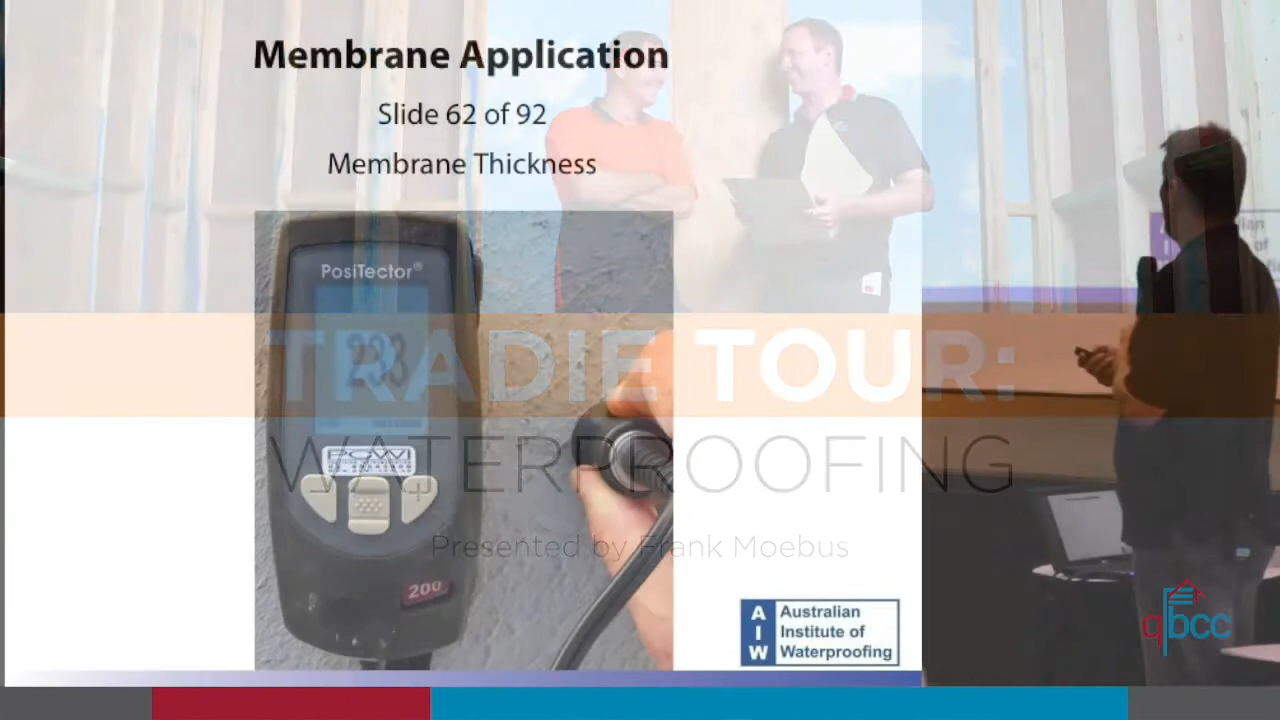 Membrane Application
Slide 62 of 92
Membrane Thickness
PosiTector®
TRADIE TOUR:
WATERPROOFING
Presented by Frank Moebus
200
A I W
Australian
Institute of
Waterproofing
qbcc